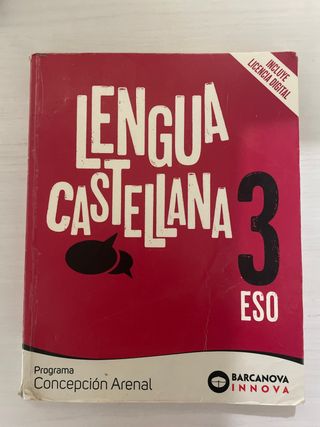 INCLUYE
LICENCIA DIGITAL
LENGUA
CASTELLANA
3
ESO
Programa
Concepción Arenal
BARCANOVA
INNOVA